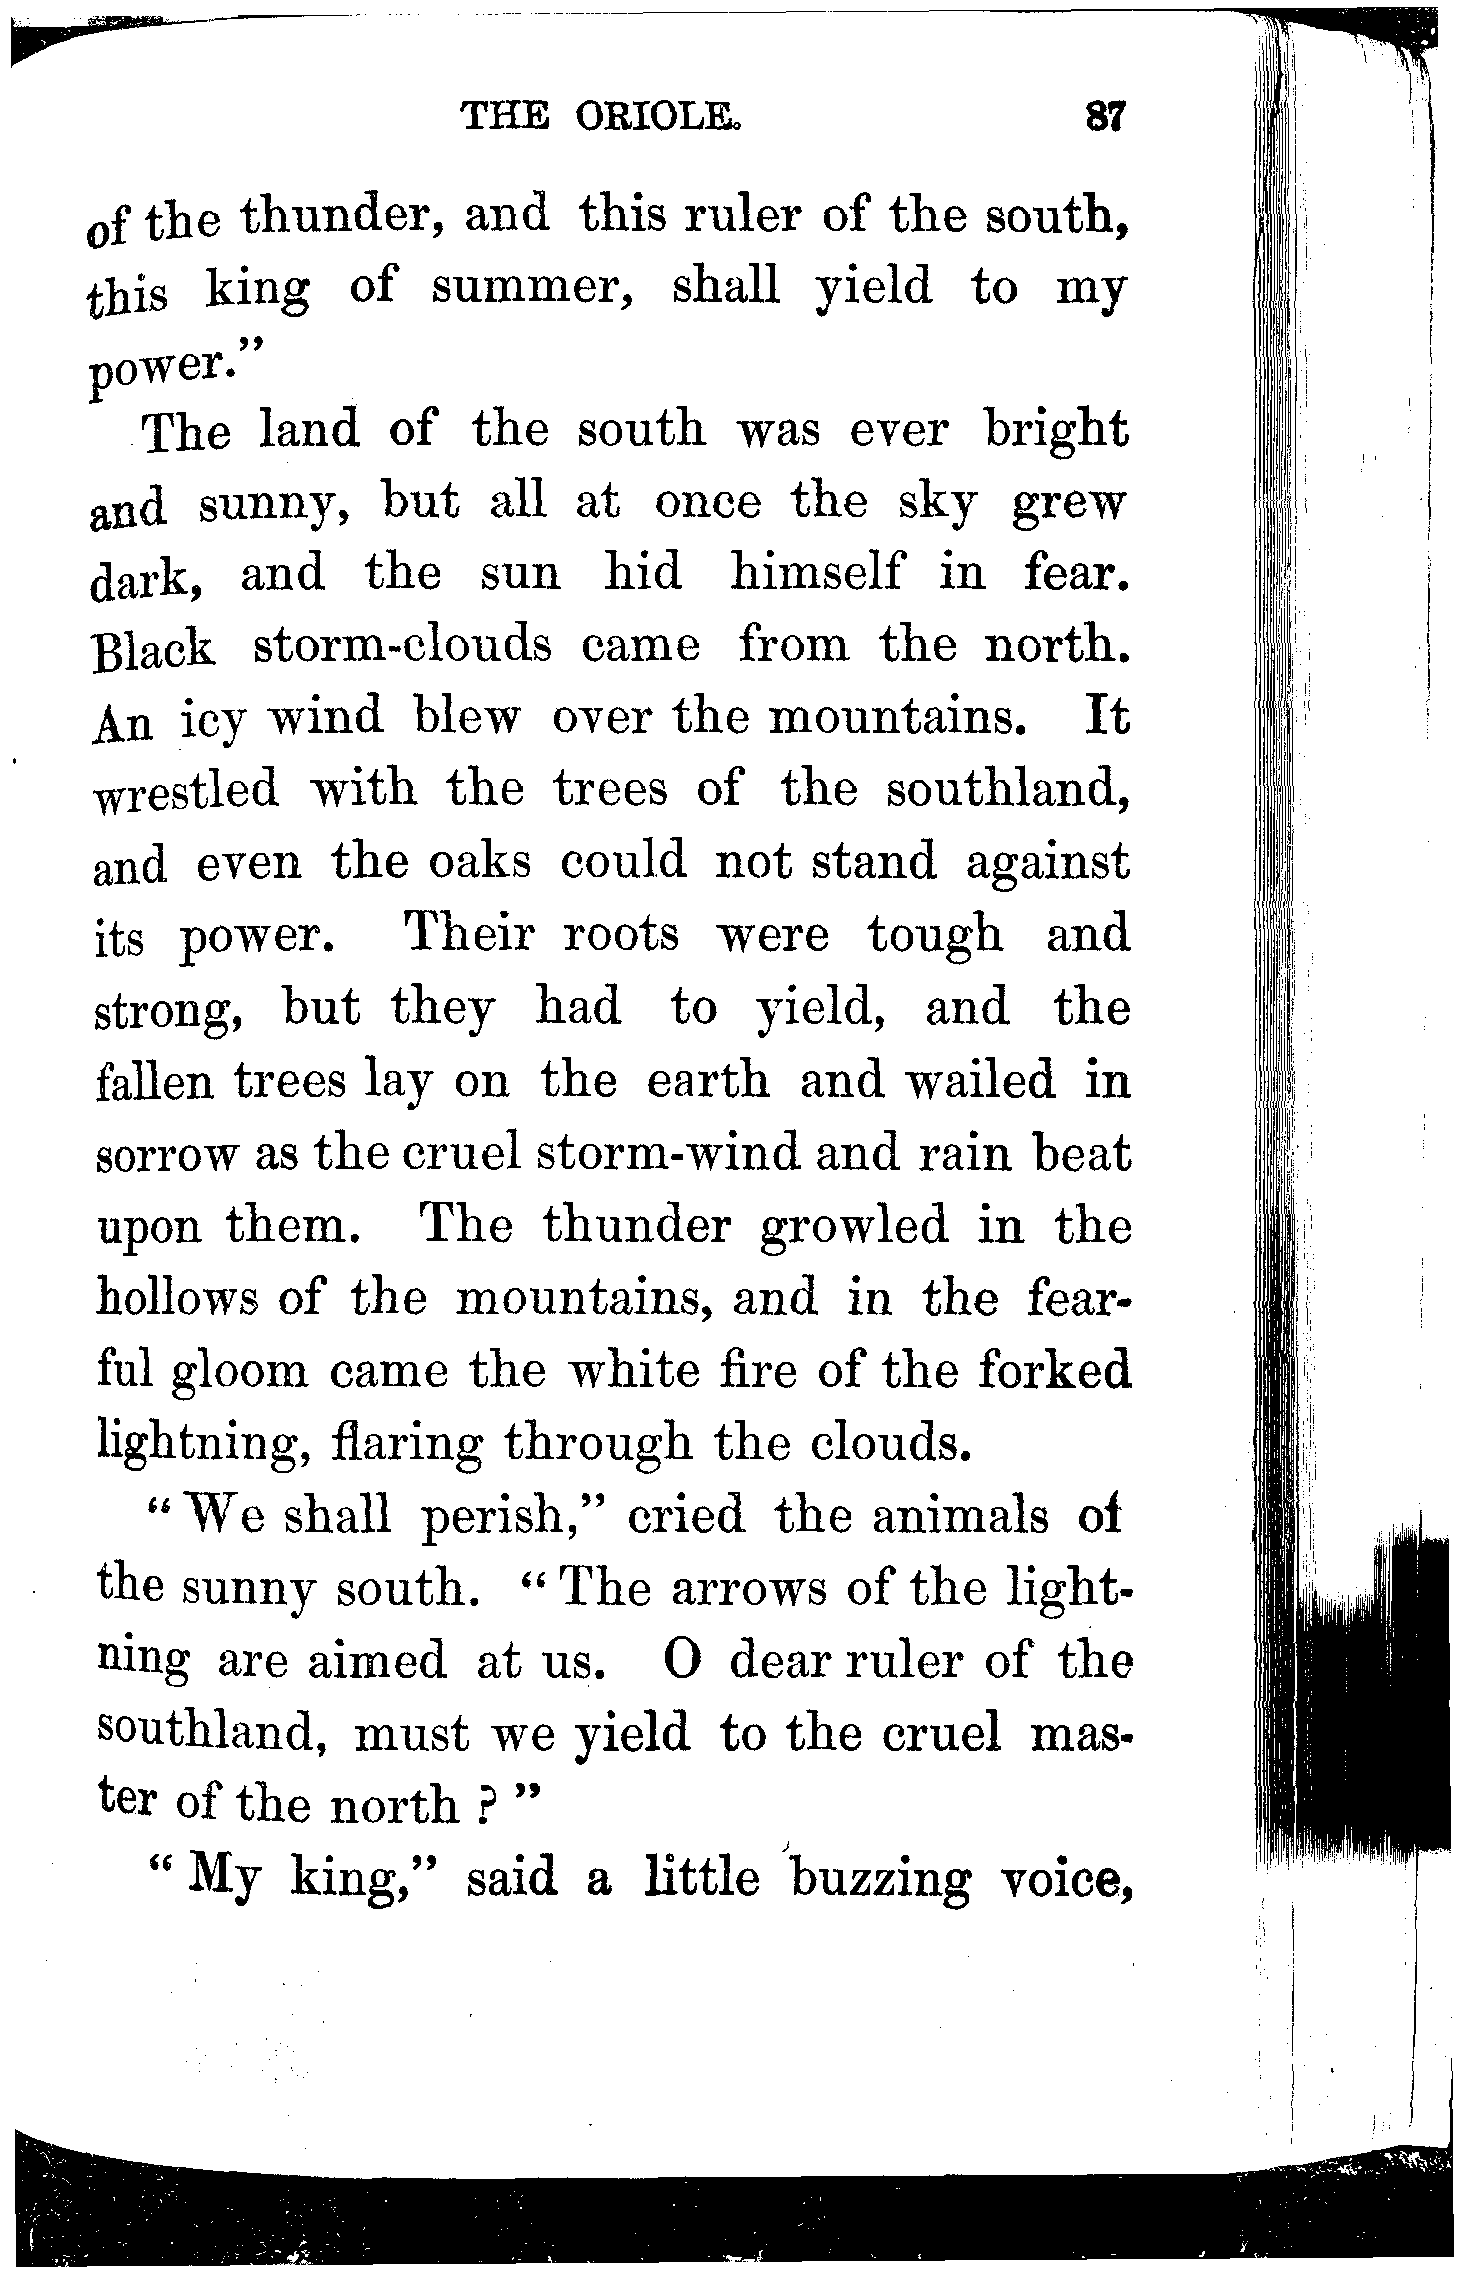 THE ORIOLE. 87
of the thunder, and this ruler of the south,
this king of summer, shall yield to my
power."
The land of the south was ever bright
and sunny, but all at once the sky grew
dark, and the sun hid himself in fear.
Black storm-clouds came from the north.
An icy wind blew over the mountains. It
wrestled with the trees of the southland,
and even the oaks could not stand against
its power. Their roots were tough and
strong, but they had to yield, and the
fallen trees lay on the earth and wailed in
sorrow as the cruel storm-wind and rain beat
upon them. The thunder growled in the
hollows of the mountains, and in the fear-
ful gloom came the white fire of the forked
lightning, flaring through the clouds.
"We shall perish," cried the animals of
the sunny south. "The arrows of the light-
ning are aimed at us. O dear ruler of the
southland, must we yield to the cruel mas-
ter of the north ?"
"My king," said a little buzzing voice,